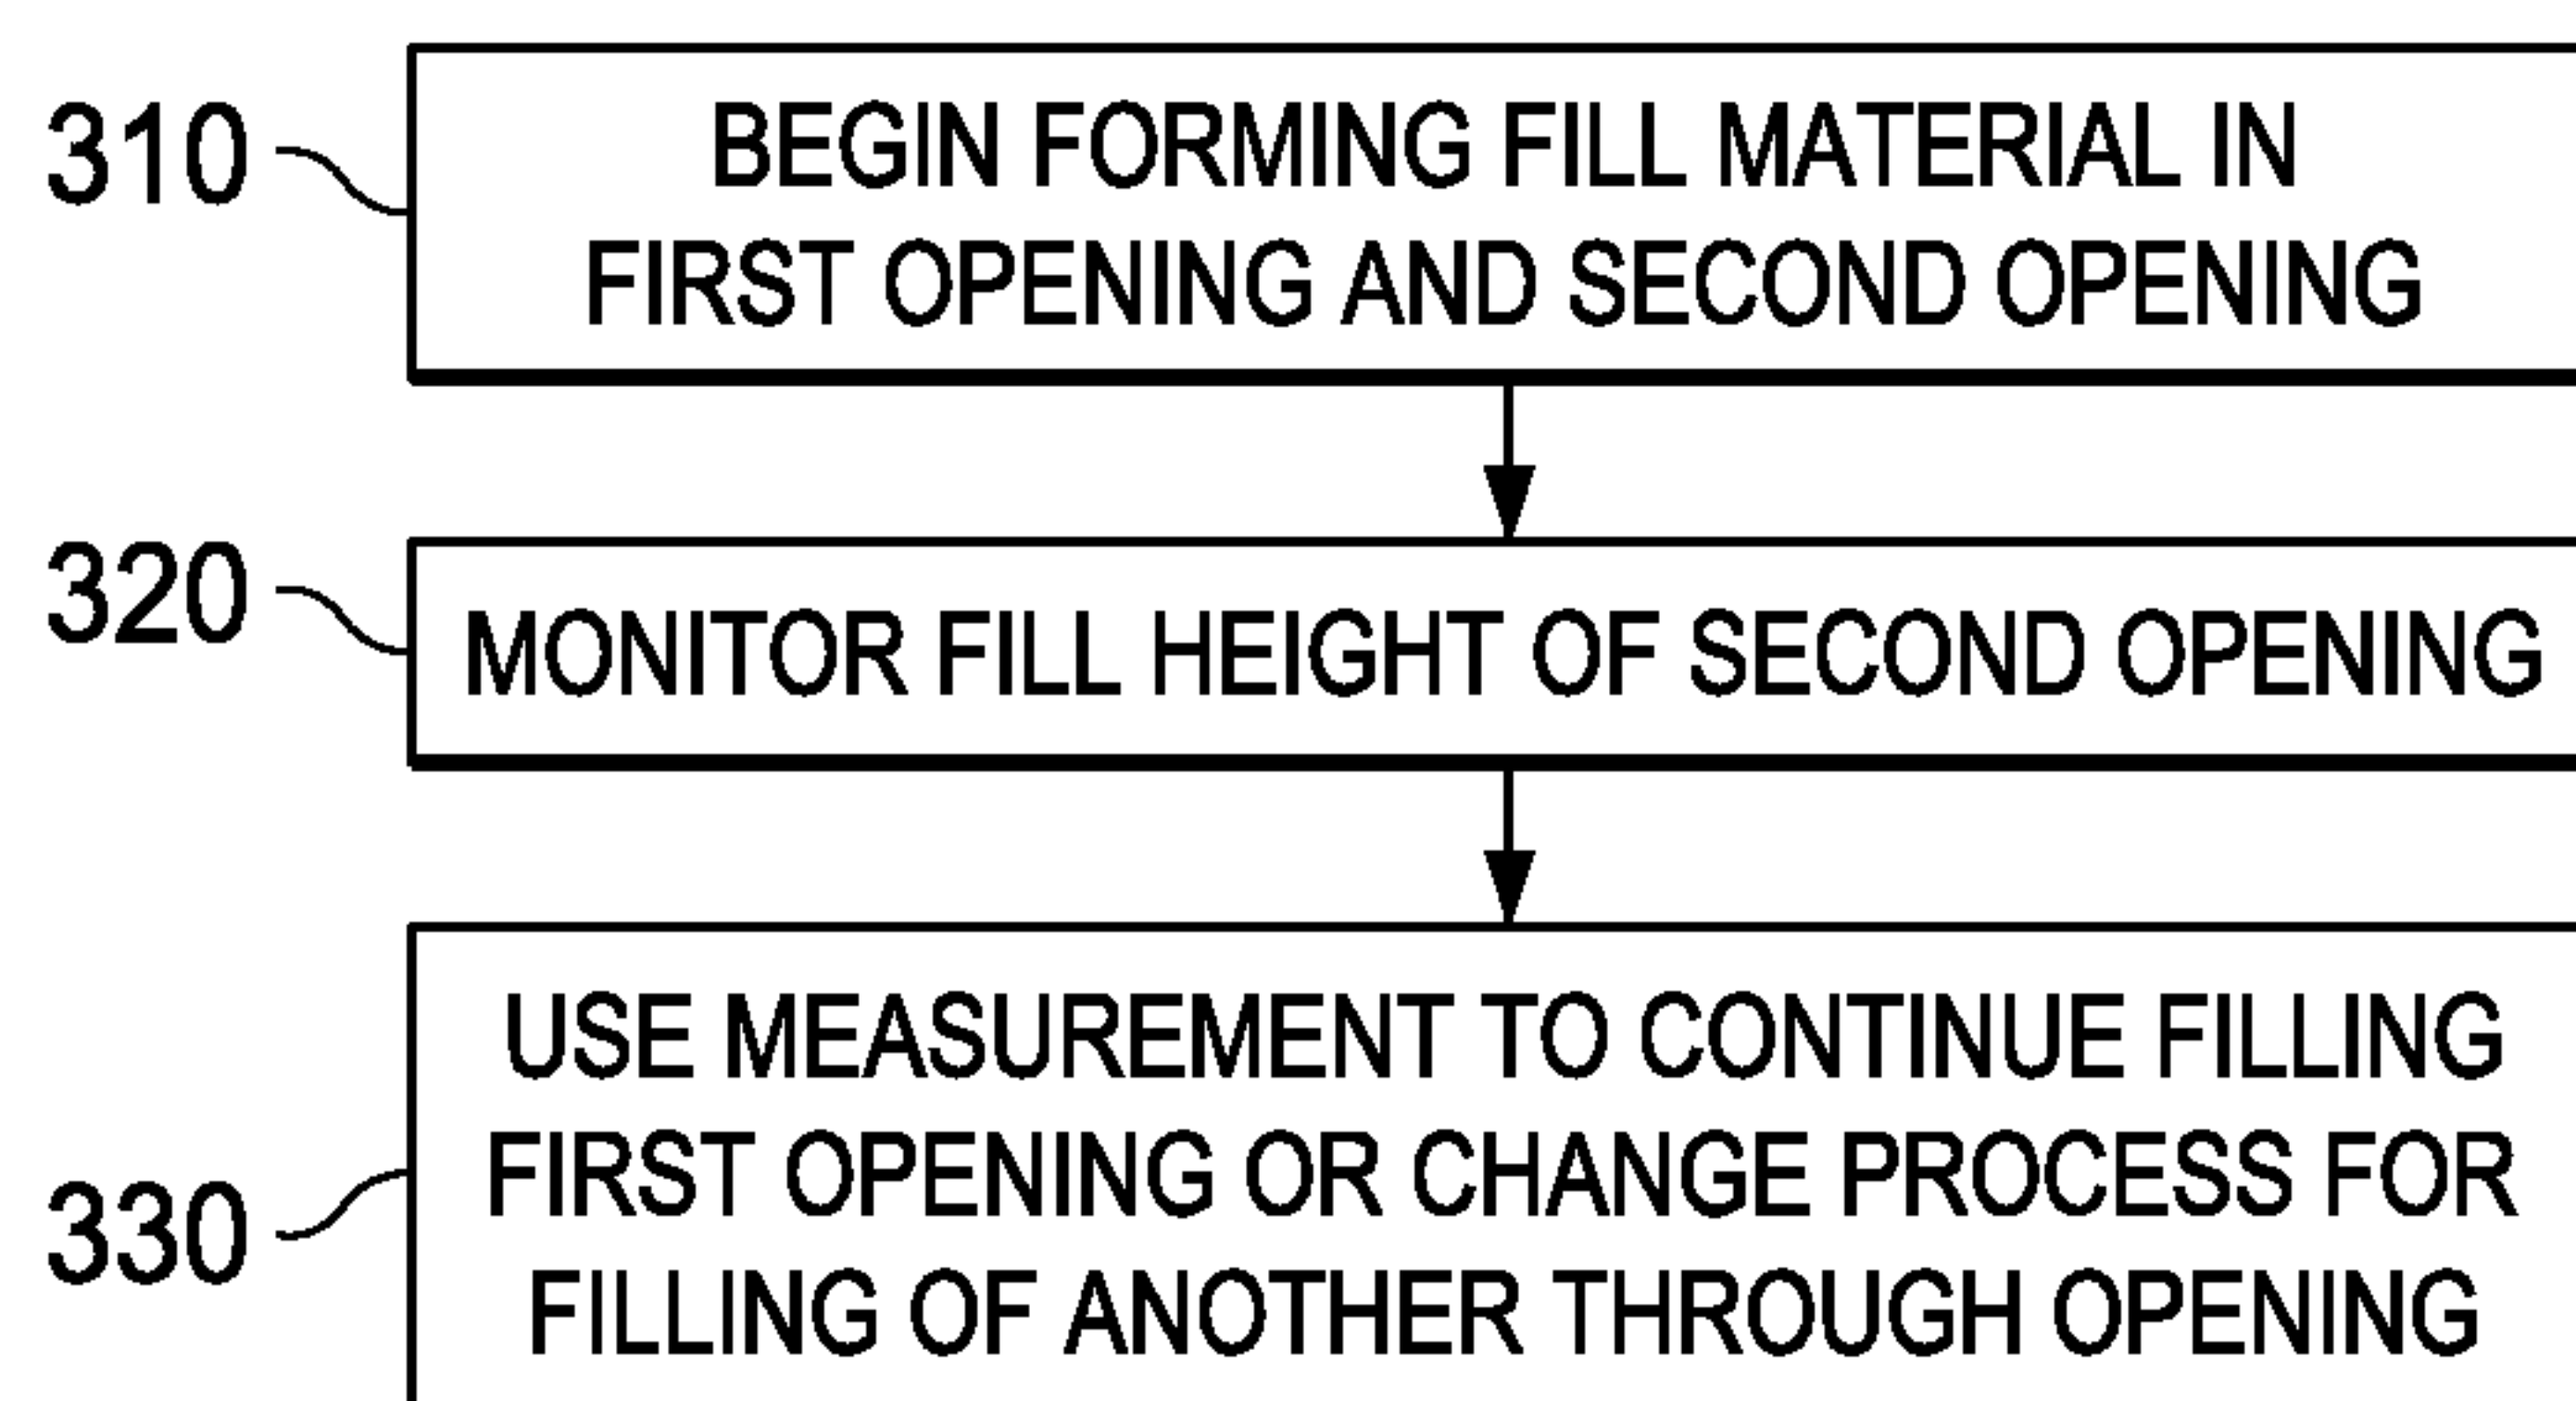 310
BEGIN FORMING FILL MATERIAL IN
FIRST OPENING AND SECOND OPENING
320
MONITOR FILL HEIGHT OF SECOND OPENING
330
USE MEASUREMENT TO CONTINUE FILLING
FIRST OPENING OR CHANGE PROCESS FOR
FILLING OF ANOTHER THROUGH OPENING